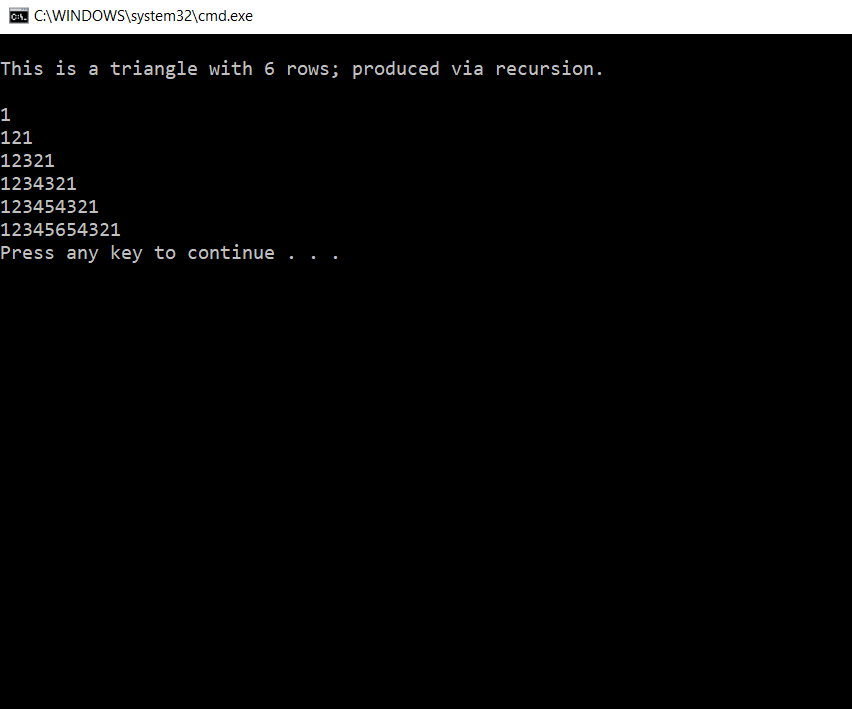 C:\WINDOWS\system32\cmd.exe
This is a triangle with 6 rows; produced via recursion.
1
121
12321
1234321
123454321
12345654321
Press any key to continue . . .